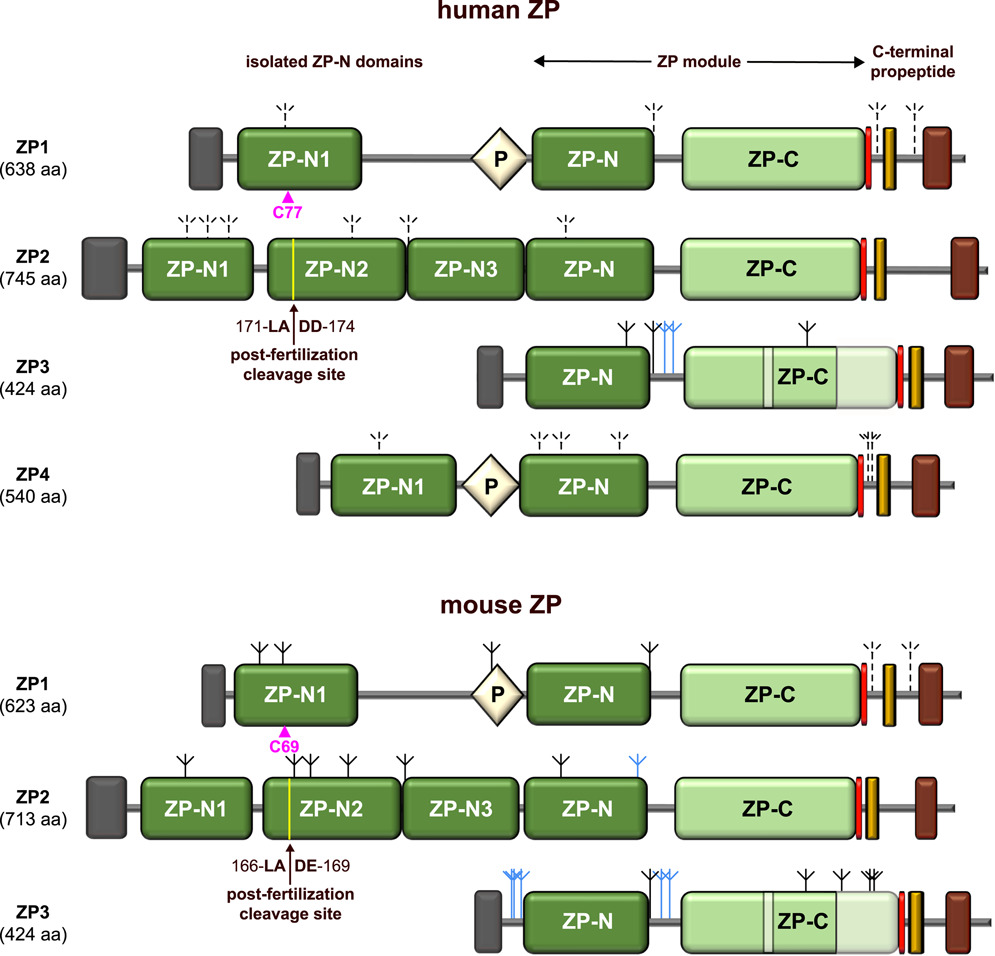 human ZP
isolated ZP-N domains
ZP module
C-terminal
propeptide
ZP1
(638 aa)
ZP-N1
P
ZP-N
ZP-C
C77
ZP2
(745 aa)
ZP-N1
ZP-N2
ZP-N3
ZP-N
ZP-C
171-LA DD-174
post-fertilization
cleavage site
ZP3
(424 aa)
ZP-N
ZP-C
ZP4
(540 aa)
ZP-N1
P
ZP-N
ZP-C
mouse ZP
ZP1
(623 aa)
ZP-N1
P
ZP-N
ZP-C
C69
ZP2
(713 aa)
ZP-N1
ZP-N2
ZP-N3
ZP-N
ZP-C
166-LA DE-169
post-fertilization
cleavage site
ZP3
(424 aa)
ZP-N
ZP-C